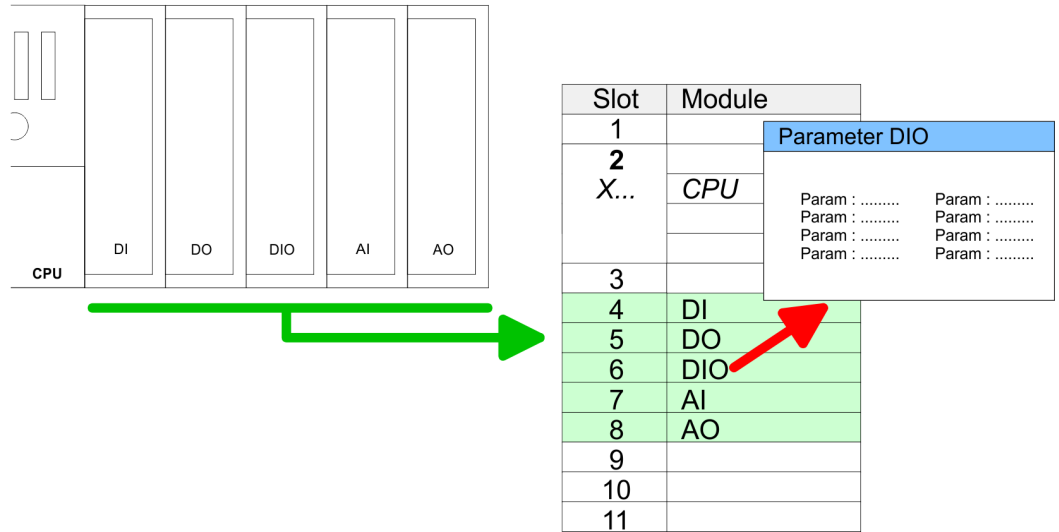 CPU
DI
DO
DIO
AI
AO
Slot Module
1
2
X... CPU
3
4 DI
5 DO
6 DIO
7 AI
8 AO
9
10
11
Parameter DIO
Param : ......... Param : .........
Param : ......... Param : .........
Param : ......... Param : .........
Param : ......... Param : .........